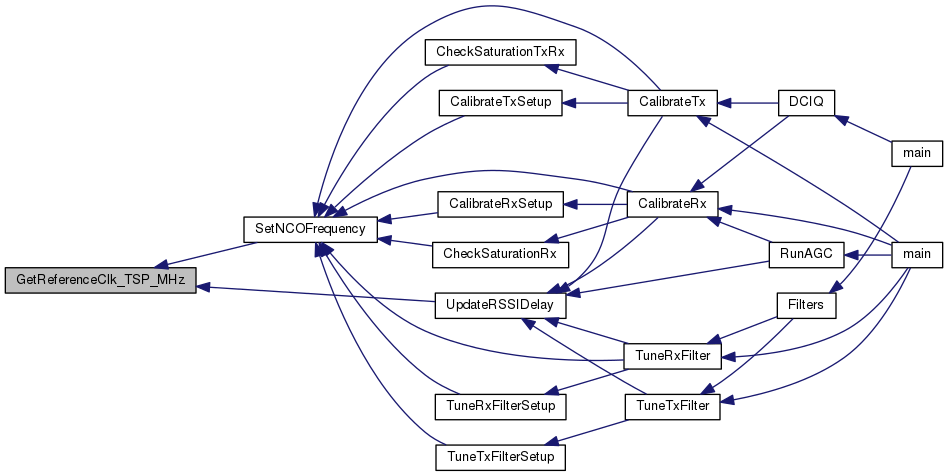 CheckSaturationTxRx
CalibrateTxSetup
CalibrateTx
DCIQ
main
CalibrateRxSetup
CalibrateRx
SetNCOFrequency
CheckSaturationRx
RunAGC
main
GetReferenceClk_TSP_MHz
UpdateRSSIDelay
Filters
TuneRxFilter
TuneRxFilterSetup
TuneTxFilter
TuneTxFilterSetup